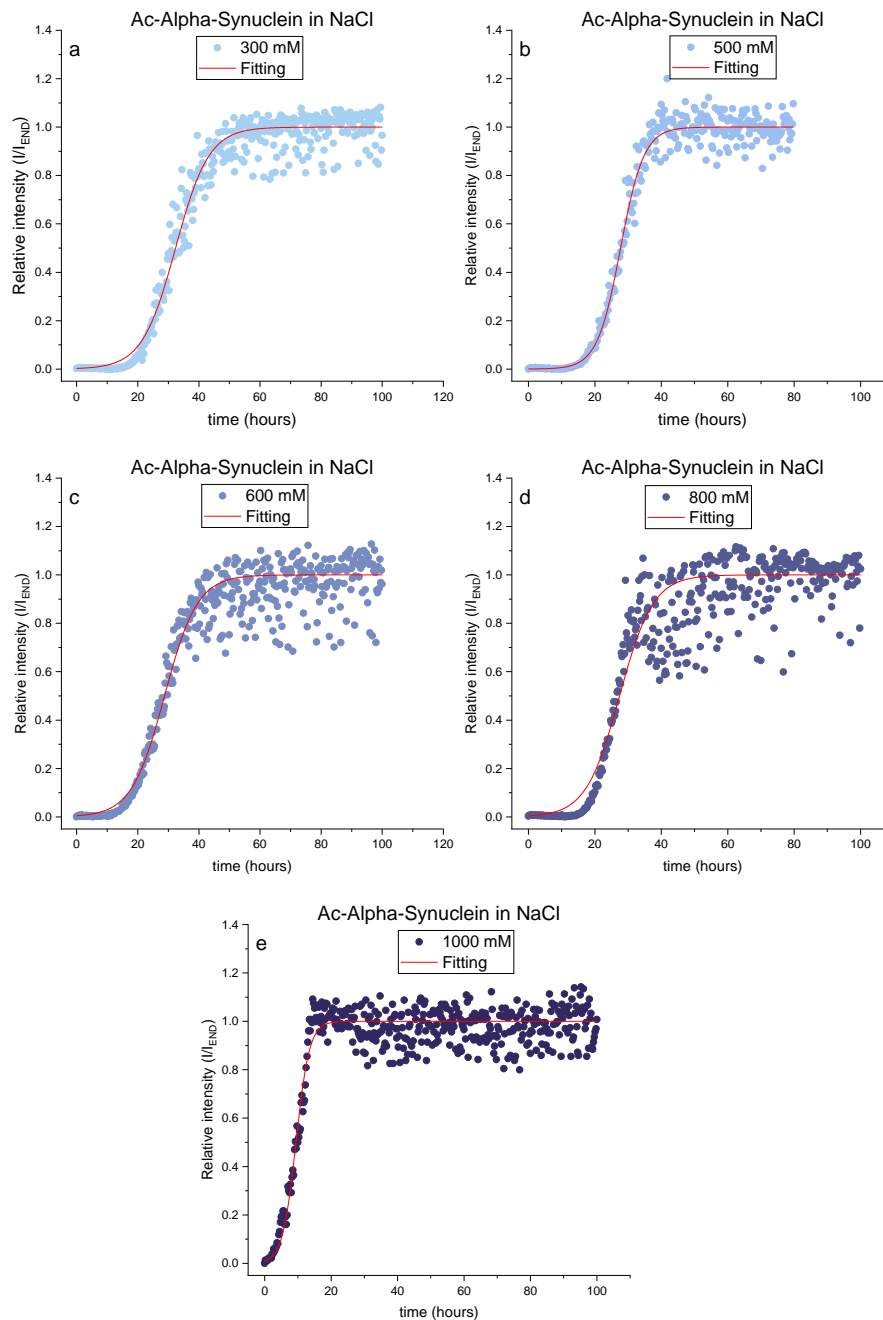 Ac-Alpha-Synuclein in NaCl
a
300 mM
Fitting
Relative intensity (I/I_END)
1.4
1.2
1.0
0.8
0.6
0.4
0.2
0.0
0 20 40 60 80 100 120
time (hours)
Ac-Alpha-Synuclein in NaCl
b
500 mM
Fitting
Relative intensity (I/I_END)
1.4
1.2
1.0
0.8
0.6
0.4
0.2
0.0
0 20 40 60 80 100
time (hours)
Ac-Alpha-Synuclein in NaCl
c
600 mM
Fitting
Relative intensity (I/I_END)
1.4
1.2
1.0
0.8
0.6
0.4
0.2
0.0
0 20 40 60 80 100 120
time (hours)
Ac-Alpha-Synuclein in NaCl
d
800 mM
Fitting
Relative intensity (I/I_END)
1.4
1.2
1.0
0.8
0.6
0.4
0.2
0.0
0 20 40 60 80 100
time (hours)
Ac-Alpha-Synuclein in NaCl
e
1000 mM
Fitting
Relative intensity (I/I_END)
1.4
1.2
1.0
0.8
0.6
0.4
0.2
0.0
0 20 40 60 80 100
time (hours)